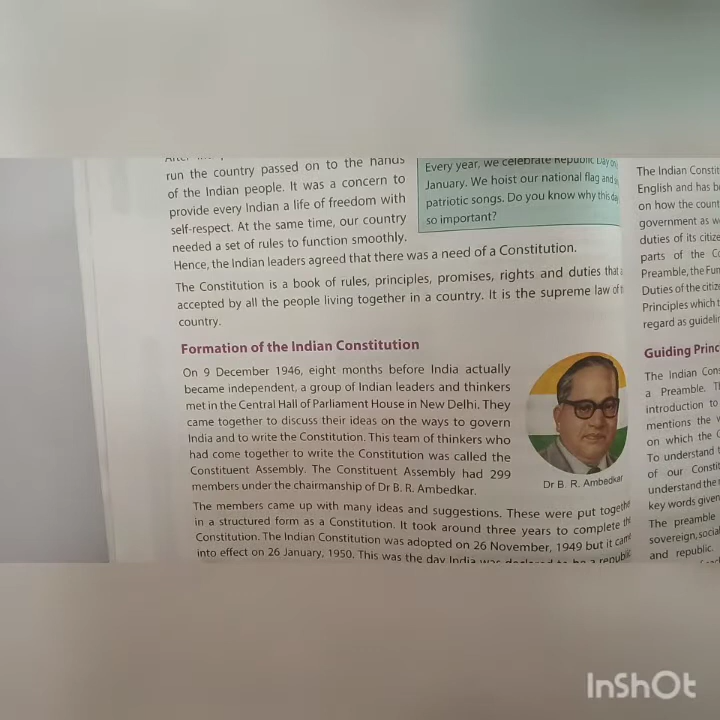 run the country passed on to the hands
of the Indian people. It was a concern to
provide every Indian a life of freedom with
self-respect. At the same time, our country
needed a set of rules to function smoothly.
Hence, the Indian leaders agreed that there was a need of a Constitution.
Every year, we celebrate Republic Day
January. We hoist our national flag and
patriotic songs. Do you know why this day
so important?
The Constitution is a book of rules, principles, promises, rights and duties that
accepted by all the people living together in a country. It is the supreme law of
country.
Formation of the Indian Constitution
On 9 December 1946, eight months before India actually
became independent, a group of Indian leaders and thinkers
met in the Central Hall of Parliament House in New Delhi. They
came together to discuss their ideas on the ways to govern
India and to write the Constitution. This team of thinkers who
had come together to write the Constitution was called the
Constituent Assembly. The Constituent Assembly had 299
members under the chairmanship of Dr B. R. Ambedkar.
Dr B. R. Ambedkar
The members came up with many ideas and suggestions. These were put together
in a structured form as a Constitution. It took around three years to complete the
Constitution. The Indian Constitution was adopted on 26 November, 1949 but it came
into effect on 26 January, 1950. This was the day India was declared to be a republic
The Indian Constit
English and has b
on how the count
government as w
duties of its citize
parts of the Co
Preamble, the Fun
Duties of the citize
Principles which t
regard as guidelin
Guiding Princ
The Indian Cons
a Preamble. T
introduction to
mentions the v
on which the C
To understand t
of our Constit
understand the
key words given
The preamble
sovereign, social
and republic.
InShOt